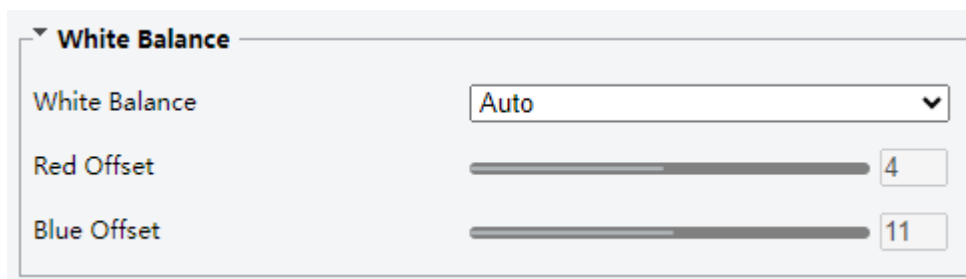 White Balance
White Balance Auto
Red Offset 4
Blue Offset 11